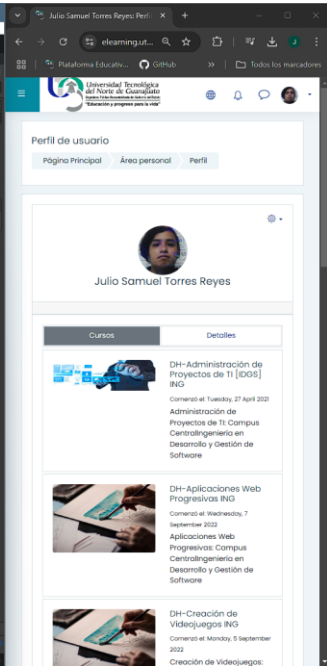 Julio Samuel Torres Reyes: Perfi
elearning.ut...
Plataforma Educativ...
GitHub
Todos los marcadores
Universidad Tecnológica
del Norte de Guanajuato
"Educación y progreso para la vida"
Perfil de usuario
Página Principal
Área personal
Perfil
Julio Samuel Torres Reyes
Cursos
Detalles
DH-Administración de
Proyectos de TI [IDGS]
ING
Comenzó el: Tuesday, 27 April 2021
Administración de
Proyectos de TI: Campus
CentralIngeniería en
Desarrollo y Gestión de
Software
DH-Aplicaciones Web
Progresivas ING
Comenzó el: Wednesday, 7
September 2022
Aplicaciones Web
Progresivas: Campus
CentralIngeniería en
Desarrollo y Gestión de
Software
DH-Creación de
Videojuegos ING
Comenzó el: Monday, 5 September
2022
Creación de Videojuegos: